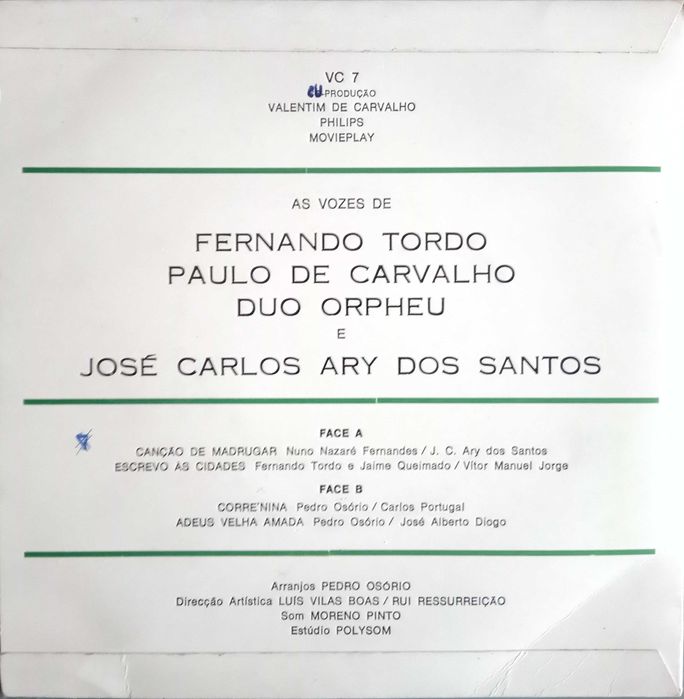 VC 7
PRODUÇÃO
VALENTIM DE CARVALHO
PHILIPS
MOVIEPLAY
AS VOZES DE
FERNANDO TORDO
PAULO DE CARVALHO
DUO ORPHEU
E
JOSÉ CARLOS ARY DOS SANTOS
FACE A
CANÇÃO DE MADRUGAR Nuno Nazaré Fernandes / J. C. Ary dos Santos
ESCREVO ÀS CIDADES Fernando Tordo e Jaime Queimado / Vítor Manuel Jorge
FACE B
CORRE'NINA Pedro Osório / Carlos Portugal
ADEUS VELHA AMADA Pedro Osório / José Alberto Diogo
Arranjos PEDRO OSÓRIO
Direcção Artística LUÍS VILAS BOAS / RUI RESSURREIÇÃO
Som MORENO PINTO
Estúdio POLYSOM